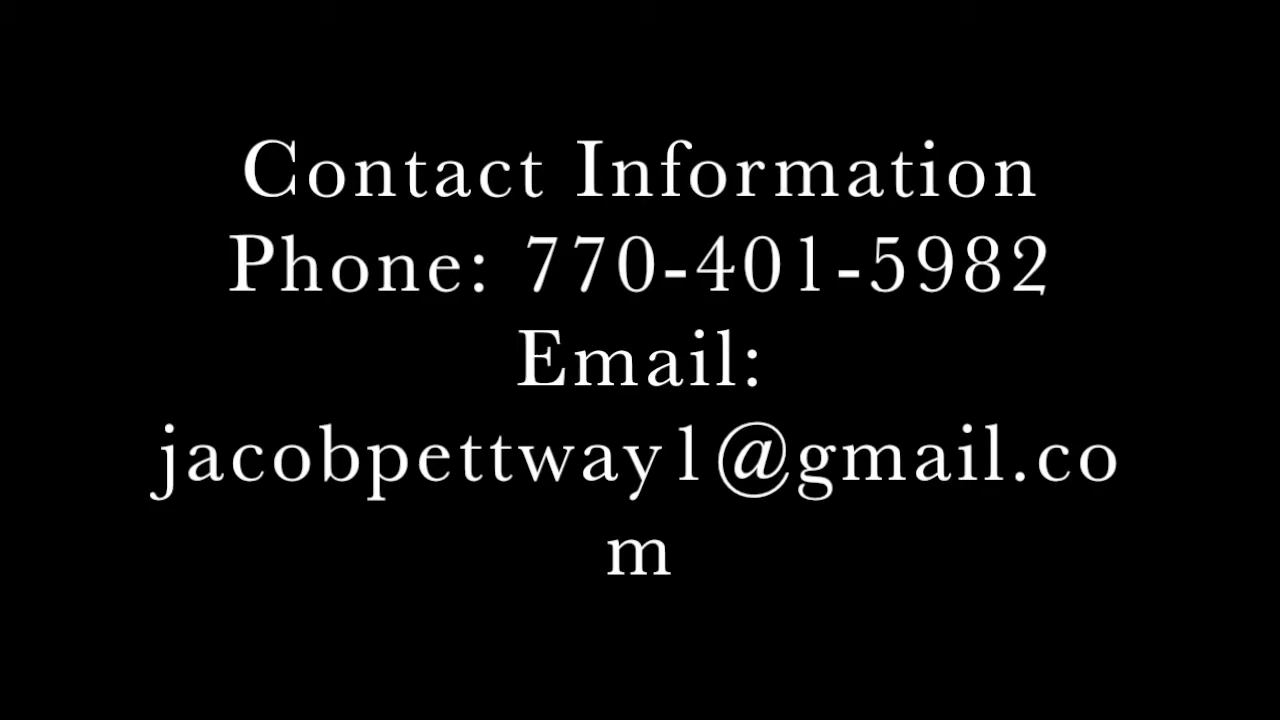 Contact Information
Phone: 770-401-5982
Email:
jacobpettway1@gmail.co
m